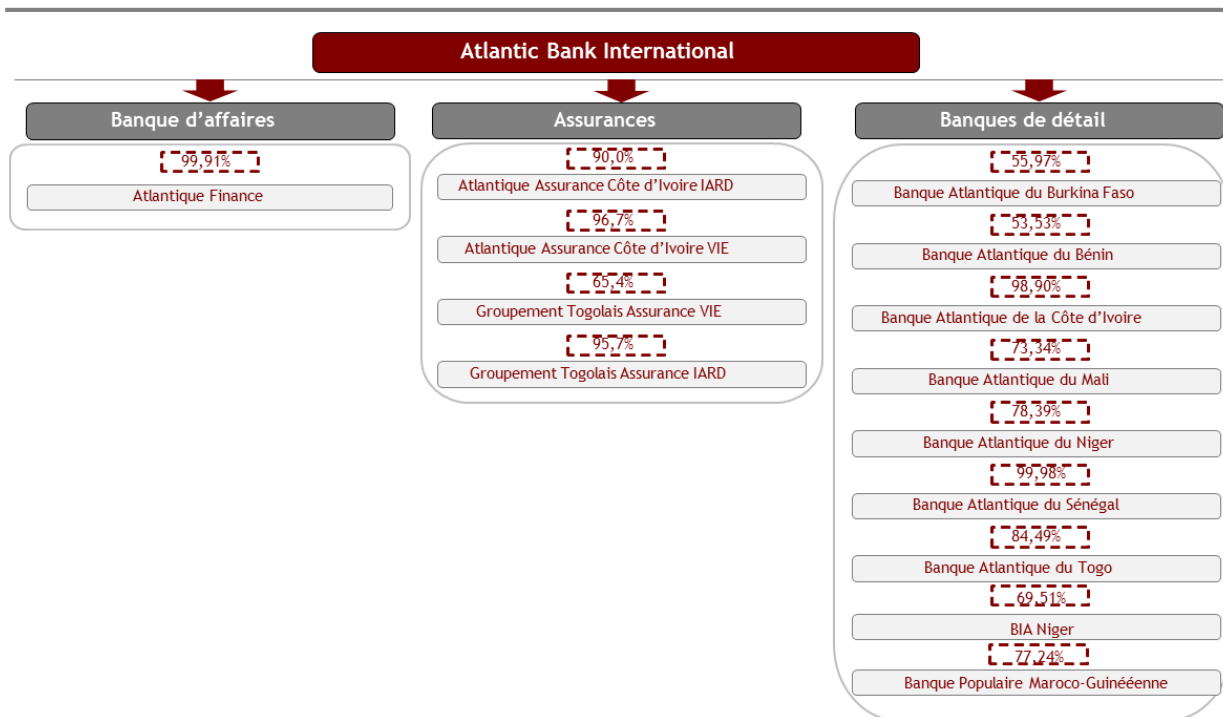 Atlantic Bank International
Banque d'affaires
99,91%
Atlantique Finance
Assurances
90,0%
Atlantique Assurance Côte d'Ivoire IARD
96,7%
Atlantique Assurance Côte d'Ivoire VIE
65,4%
Groupement Togolais Assurance VIE
95,7%
Groupement Togolais Assurance IARD
Banques de détail
55,97%
Banque Atlantique du Burkina Faso
53,53%
Banque Atlantique du Bénin
98,90%
Banque Atlantique de la Côte d'Ivoire
73,34%
Banque Atlantique du Mali
78,39%
Banque Atlantique du Niger
99,98%
Banque Atlantique du Sénégal
84,49%
Banque Atlantique du Togo
69,51%
BIA Niger
77,24%
Banque Populaire Maroco-Guinééenne